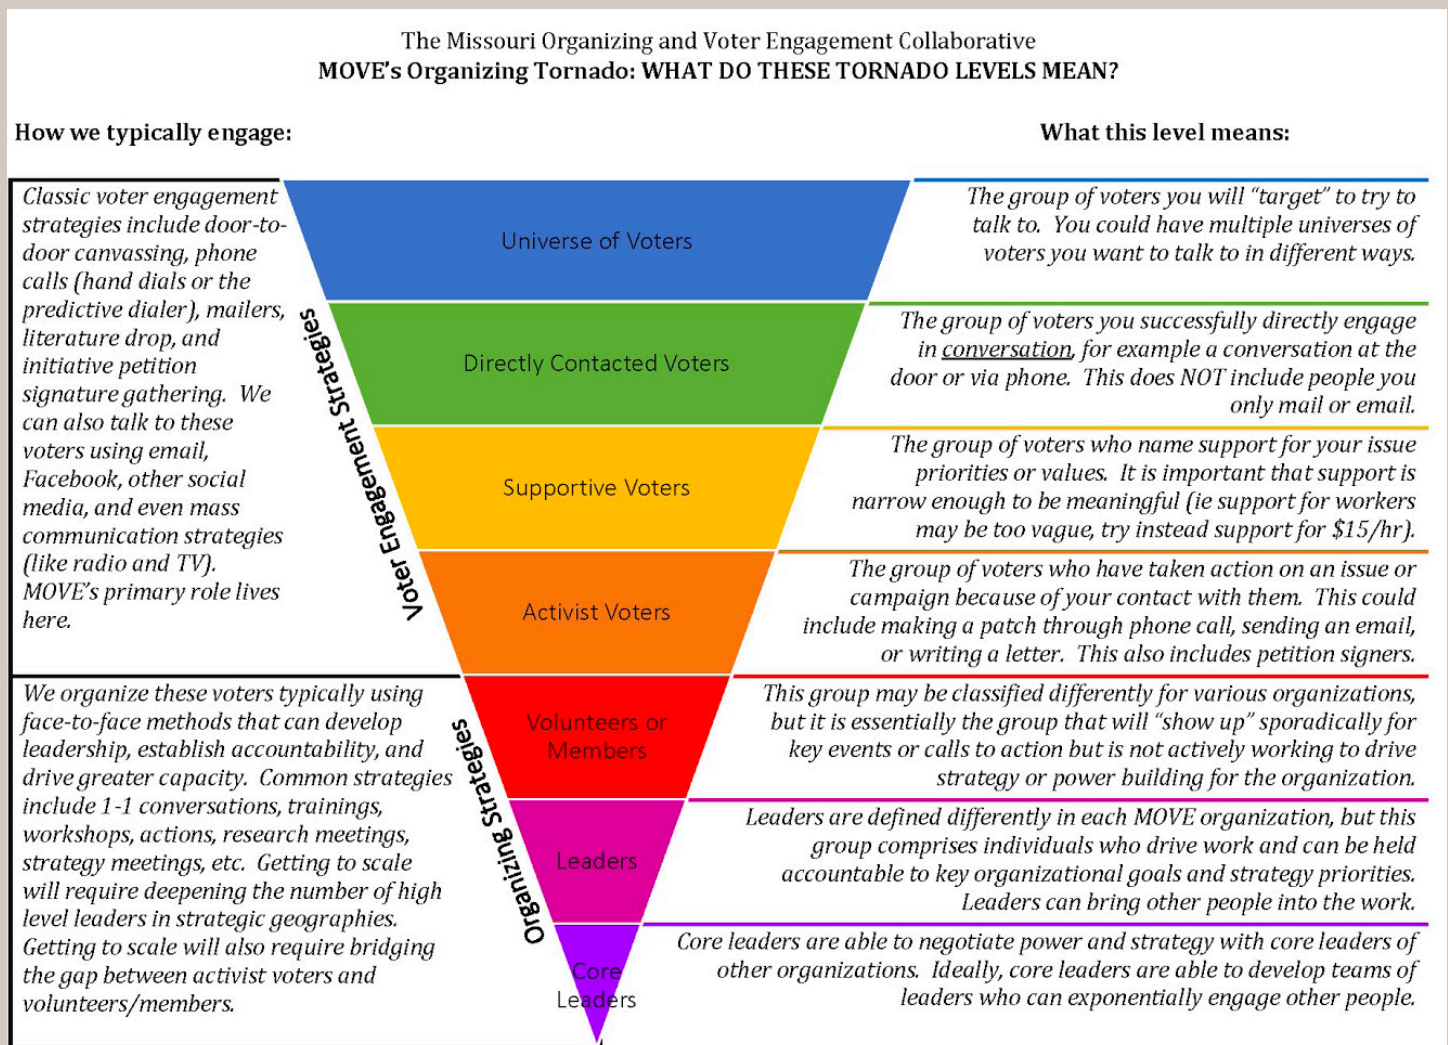 The Missouri Organizing and Voter Engagement Collaborative
MOVE's Organizing Tornado: WHAT DO THESE TORNADO LEVELS MEAN?
How we typically engage:
What this level means:
Classic voter engagement
strategies include door-to-
door canvassing, phone
calls (hand dials or the
predictive dialer), mailers,
literature drop, and
initiative petition
signature gathering. We
can also talk to these
voters using email,
Facebook, other social
media, and even mass
communication strategies
(like radio and TV).
MOVE's primary role lives
here.
We organize these voters typically using
face-to-face methods that can develop
leadership, establish accountability, and
drive greater capacity. Common strategies
include 1-1 conversations, trainings,
workshops, actions, research meetings,
strategy meetings, etc. Getting to scale
will require deepening the number of high
level leaders in strategic geographies.
Getting to scale will also require bridging
the gap between activist voters and
volunteers/members.
Voter Engagement Strategies
Organizing Strategies
Universe of Voters
Directly Contacted Voters
Supportive Voters
Activist Voters
Volunteers or
Members
Leaders
Core
Leaders
The group of voters you will "target" to try to
talk to. You could have multiple universes of
voters you want to talk to in different ways.
The group of voters you successfully directly engage
in conversation, for example a conversation at the
door or via phone. This does NOT include people you
only mail or email.
The group of voters who name support for your issue
priorities or values. It is important that support is
narrow enough to be meaningful (ie support for workers
may be too vague, try instead support for $15/hr).
The group of voters who have taken action on an issue or
campaign because of your contact with them. This could
include making a patch through phone call, sending an email,
or writing a letter. This also includes petition signers.
This group may be classified differently for various organizations,
but it is essentially the group that will "show up" sporadically for
key events or calls to action but is not actively working to drive
strategy or power building for the organization.
Leaders are defined differently in each MOVE organization, but this
group comprises individuals who drive work and can be held
accountable to key organizational goals and strategy priorities.
Leaders can bring other people into the work.
Core leaders are able to negotiate power and strategy with core leaders of
other organizations. Ideally, core leaders are able to develop teams of
leaders who can exponentially engage other people.